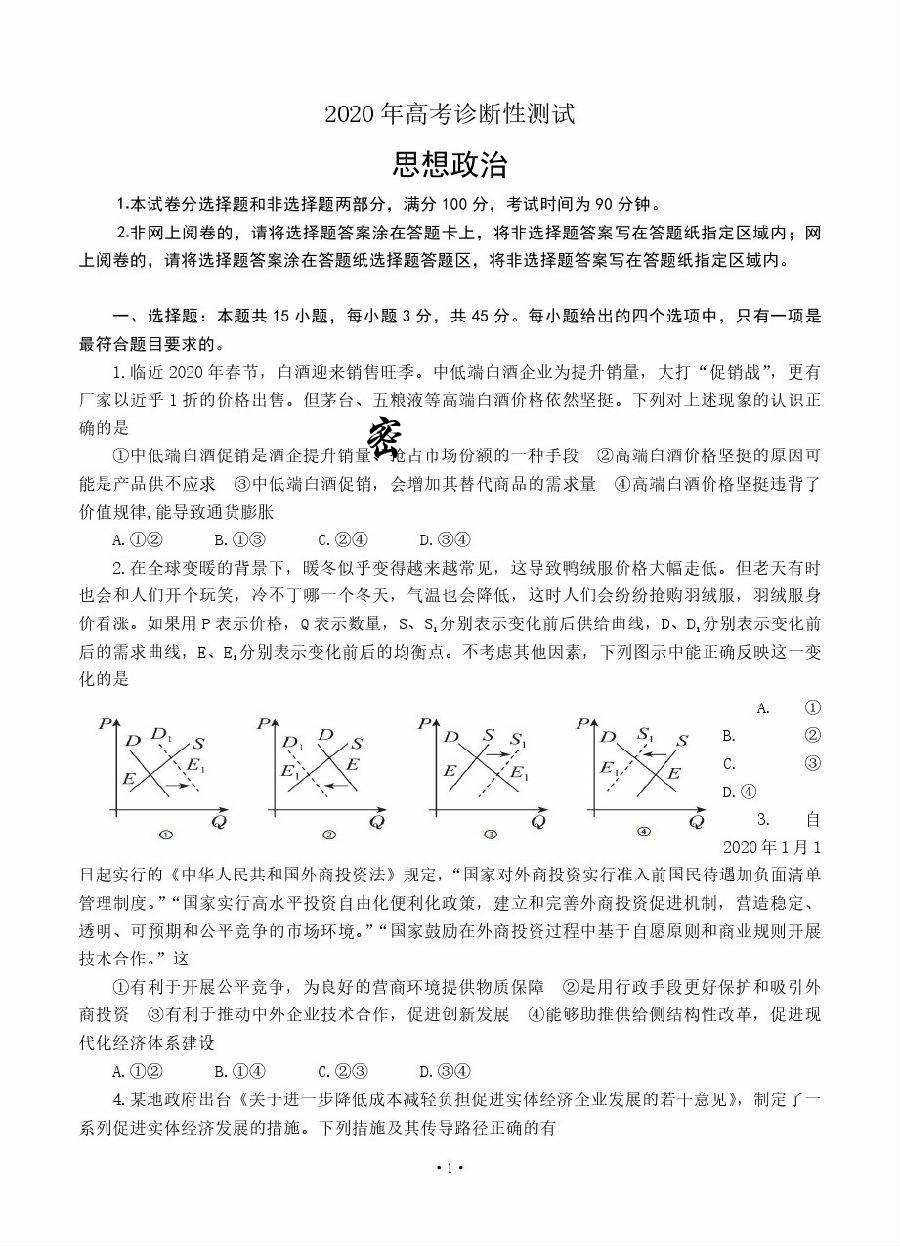 2020 年高考诊断性测试
思想政治
1.本试卷分选择题和非选择题两部分，满分 100 分，考试时间为 90 分钟。
2.非网上阅卷的，请将选择题答案涂在答题卡上，将非选择题答案写在答题纸指定区域内；网
上阅卷的，请将选择题答案涂在答题纸选择题答题区，将非选择题答案写在答题纸指定区域内。
一、选择题：本题共 15 小题，每小题 3 分，共 45 分。每小题给出的四个选项中，只有一项是
最符合题目要求的。
1.临近 2020 年春节，白酒迎来销售旺季。中低端白酒企业为提升销量，大打“促销战”，更有
厂家以近乎 1 折的价格出售。但茅台、五粮液等高端白酒价格依然坚挺。下列对上述现象的认识正
确的是
密
①中低端白酒促销是酒企提升销量、抢占市场份额的一种手段　②高端白酒价格坚挺的原因可
能是产品供不应求　③中低端白酒促销，会增加其替代商品的需求量　④高端白酒价格坚挺违背了
价值规律,能导致通货膨胀
A.①②　　B.①③　　C.②④　　D.③④
2.在全球变暖的背景下，暖冬似乎变得越来越常见，这导致鸭绒服价格大幅走低。但老天有时
也会和人们开个玩笑，冷不丁哪一个冬天，气温也会降低，这时人们会纷纷抢购羽绒服，羽绒服身
价看涨。如果用 P 表示价格，Q 表示数量，S、S₁分别表示变化前后供给曲线，D、D₁分别表示变化前
后的需求曲线，E、E₁分别表示变化前后的均衡点。不考虑其他因素，下列图示中能正确反映这一变
化的是
P D D₁ S E E₁ Q ①
P D₁ D S E₁ E Q ②
P D S S₁ E E₁ Q ③
P D S₁ S E₁ E Q ④
A. ①
B. ②
C. ③
D.④
3. 自
2020 年 1 月 1
日起实行的《中华人民共和国外商投资法》规定，“国家对外商投资实行准入前国民待遇加负面清单
管理制度。”“国家实行高水平投资自由化便利化政策，建立和完善外商投资促进机制，营造稳定、
透明、可预期和公平竞争的市场环境。”“国家鼓励在外商投资过程中基于自愿原则和商业规则开展
技术合作。”这
①有利于开展公平竞争，为良好的营商环境提供物质保障　②是用行政手段更好保护和吸引外
商投资　③有利于推动中外企业技术合作，促进创新发展　④能够助推供给侧结构性改革，促进现
代化经济体系建设
A.①②　　B.①④　　C.②③　　D.③④
4.某地政府出台《关于进一步降低成本减轻负担促进实体经济企业发展的若干意见》，制定了一
系列促进实体经济发展的措施。下列措施及其传导路径正确的有
·1·